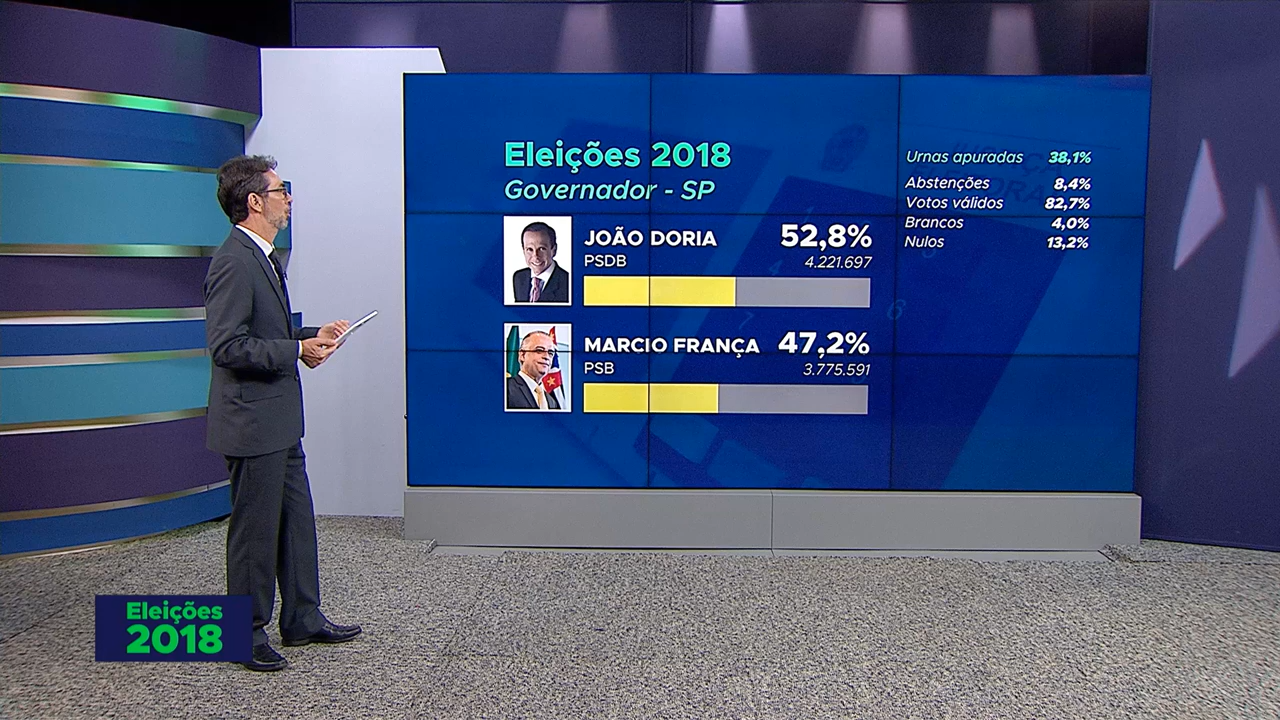 Eleições 2018
Governador - SP
JOÃO DORIA 52,8%
PSDB 4.221.697
MARCIO FRANÇA 47,2%
PSB 3.775.591
Urnas apuradas 38,1%
Abstenções 8,4%
Votos válidos 82,7%
Brancos 4,0%
Nulos 13,2%
Eleições
2018